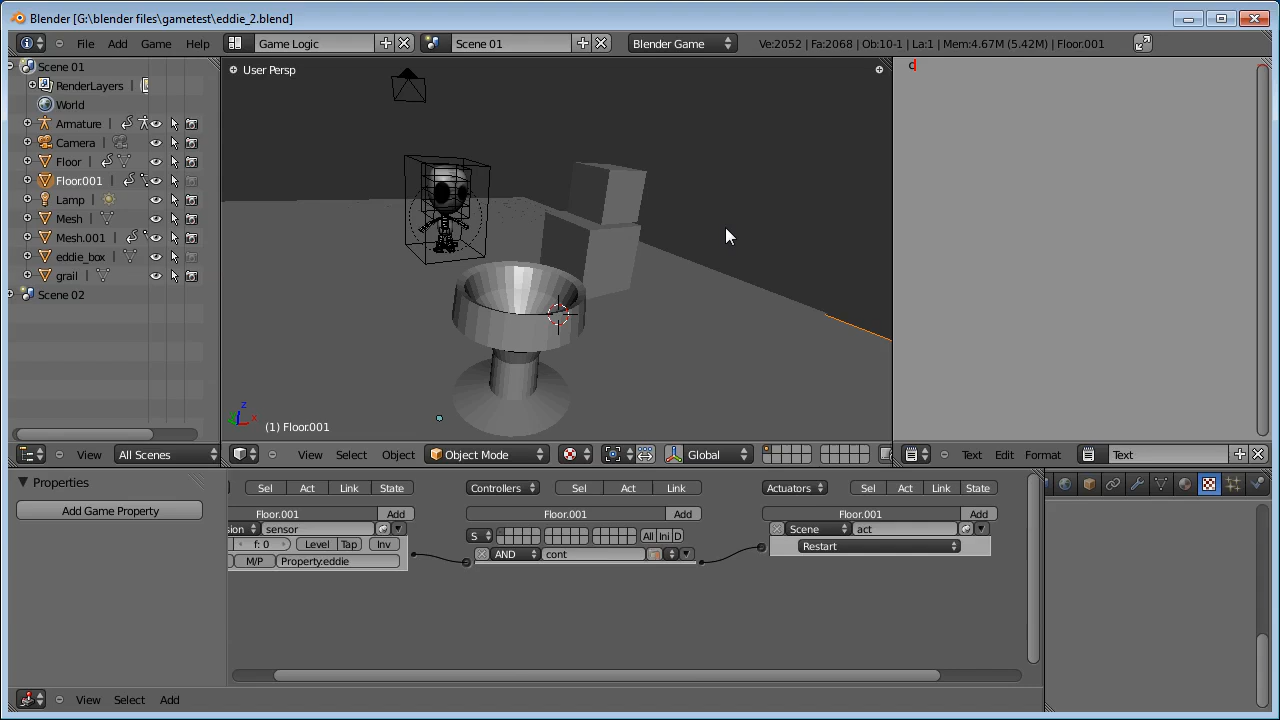 Blender [G:\blender files\gametest\eddie_2.blend]
File Add Game Help Game Logic Scene 01 Blender Game Ve:2052 | Fa:2068 | Ob:10-1 | La:1 | Mem:4.67M (5.42M) | Floor.001
Scene 01
RenderLayers
World
Armature
Camera
Floor
Floor.001
Lamp
Mesh
Mesh.001
eddie_box
grail
Scene 02
User Persp
z
x
(1) Floor.001
View All Scenes
View Select Object Object Mode Global
Text Edit Format Text
Properties
Add Game Property
Sel Act Link State
Floor.001 Add
sion sensor
f: 0 Level Tap Inv
M/P Property:eddie
Controllers Sel Act Link
Floor.001 Add
S All Ini D
AND cont
Actuators Sel Act Link State
Floor.001 Add
Scene act
Restart
View Select Add